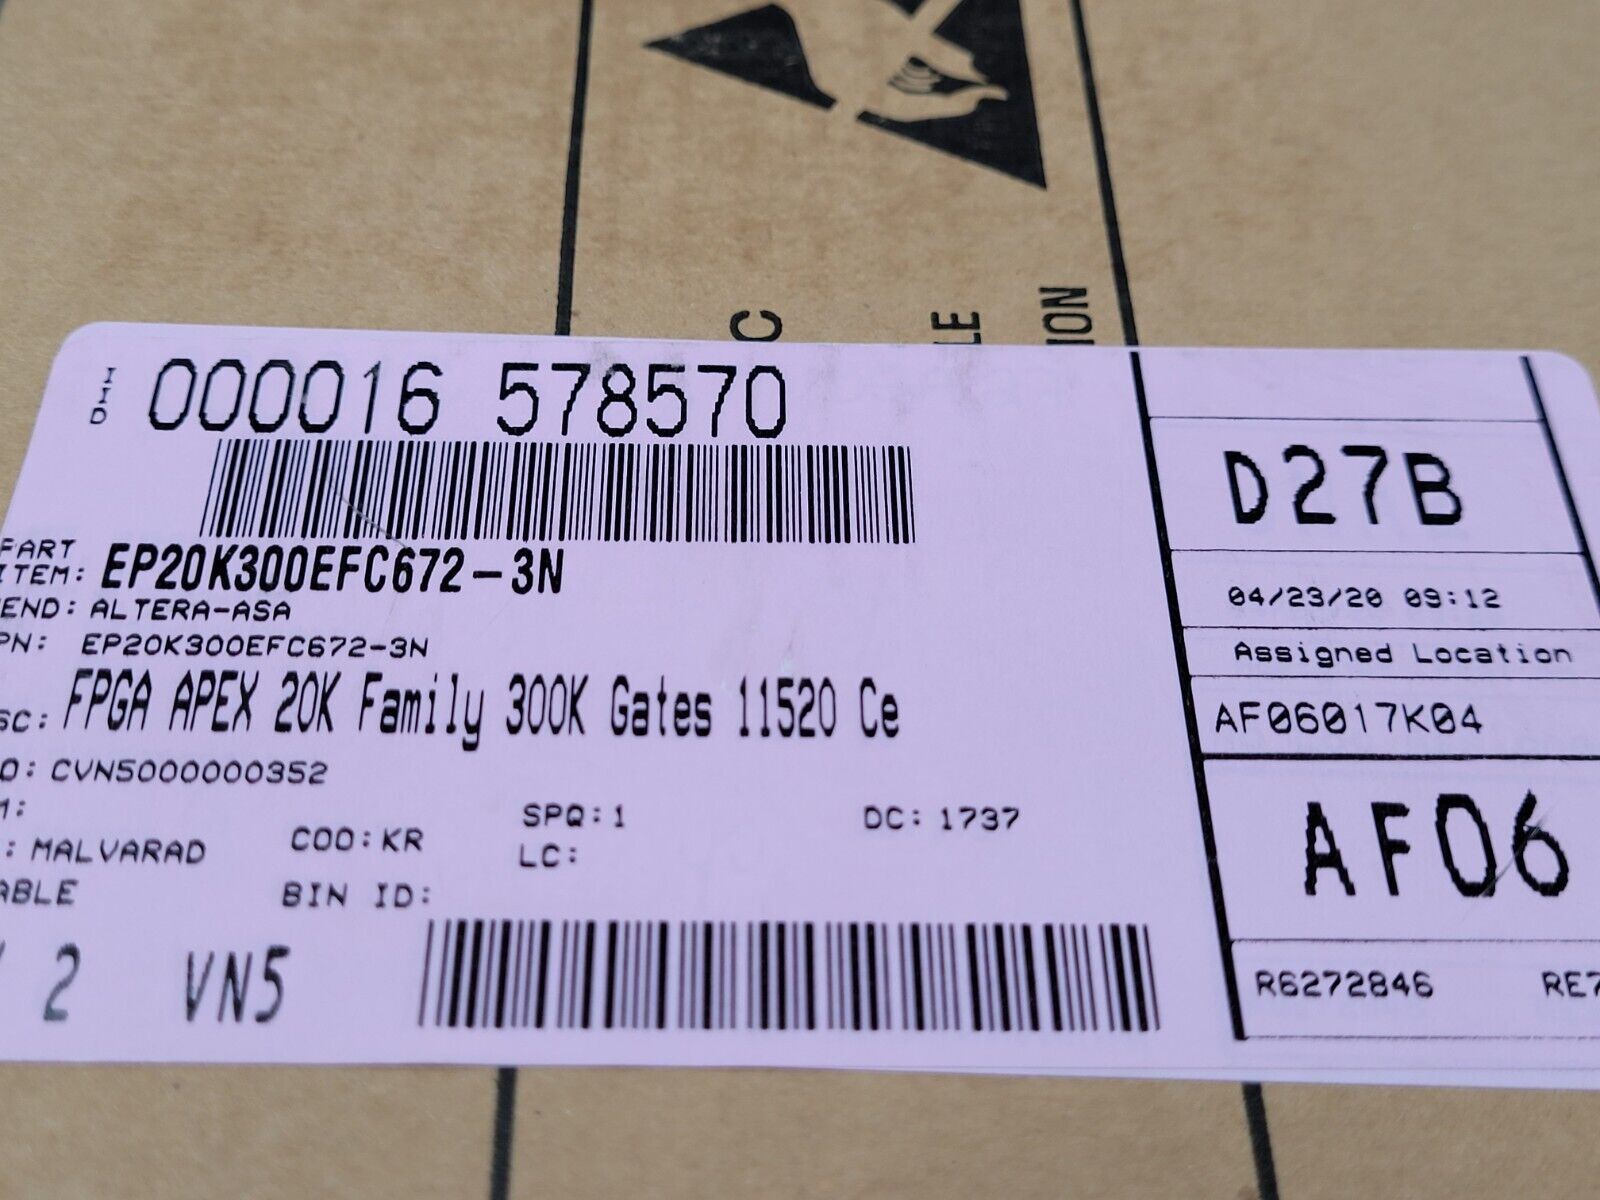 C
LE
ION
IID 000016 578570
PART
ITEM: EP20K300EFC672-3N
END: ALTERA-ASA
PN: EP20K300EFC672-3N
SC: FPGA APEX 20K Family 300K Gates 11520 Ce
O: CVN5000000352
M:
: MALVARAD
COO: KR
SPQ: 1
LC:
DC: 1737
ABLE
BIN ID:
2 VN5
D27B
04/23/20 09:12
Assigned Location
AF06017K04
AF06
R6272846 RE7